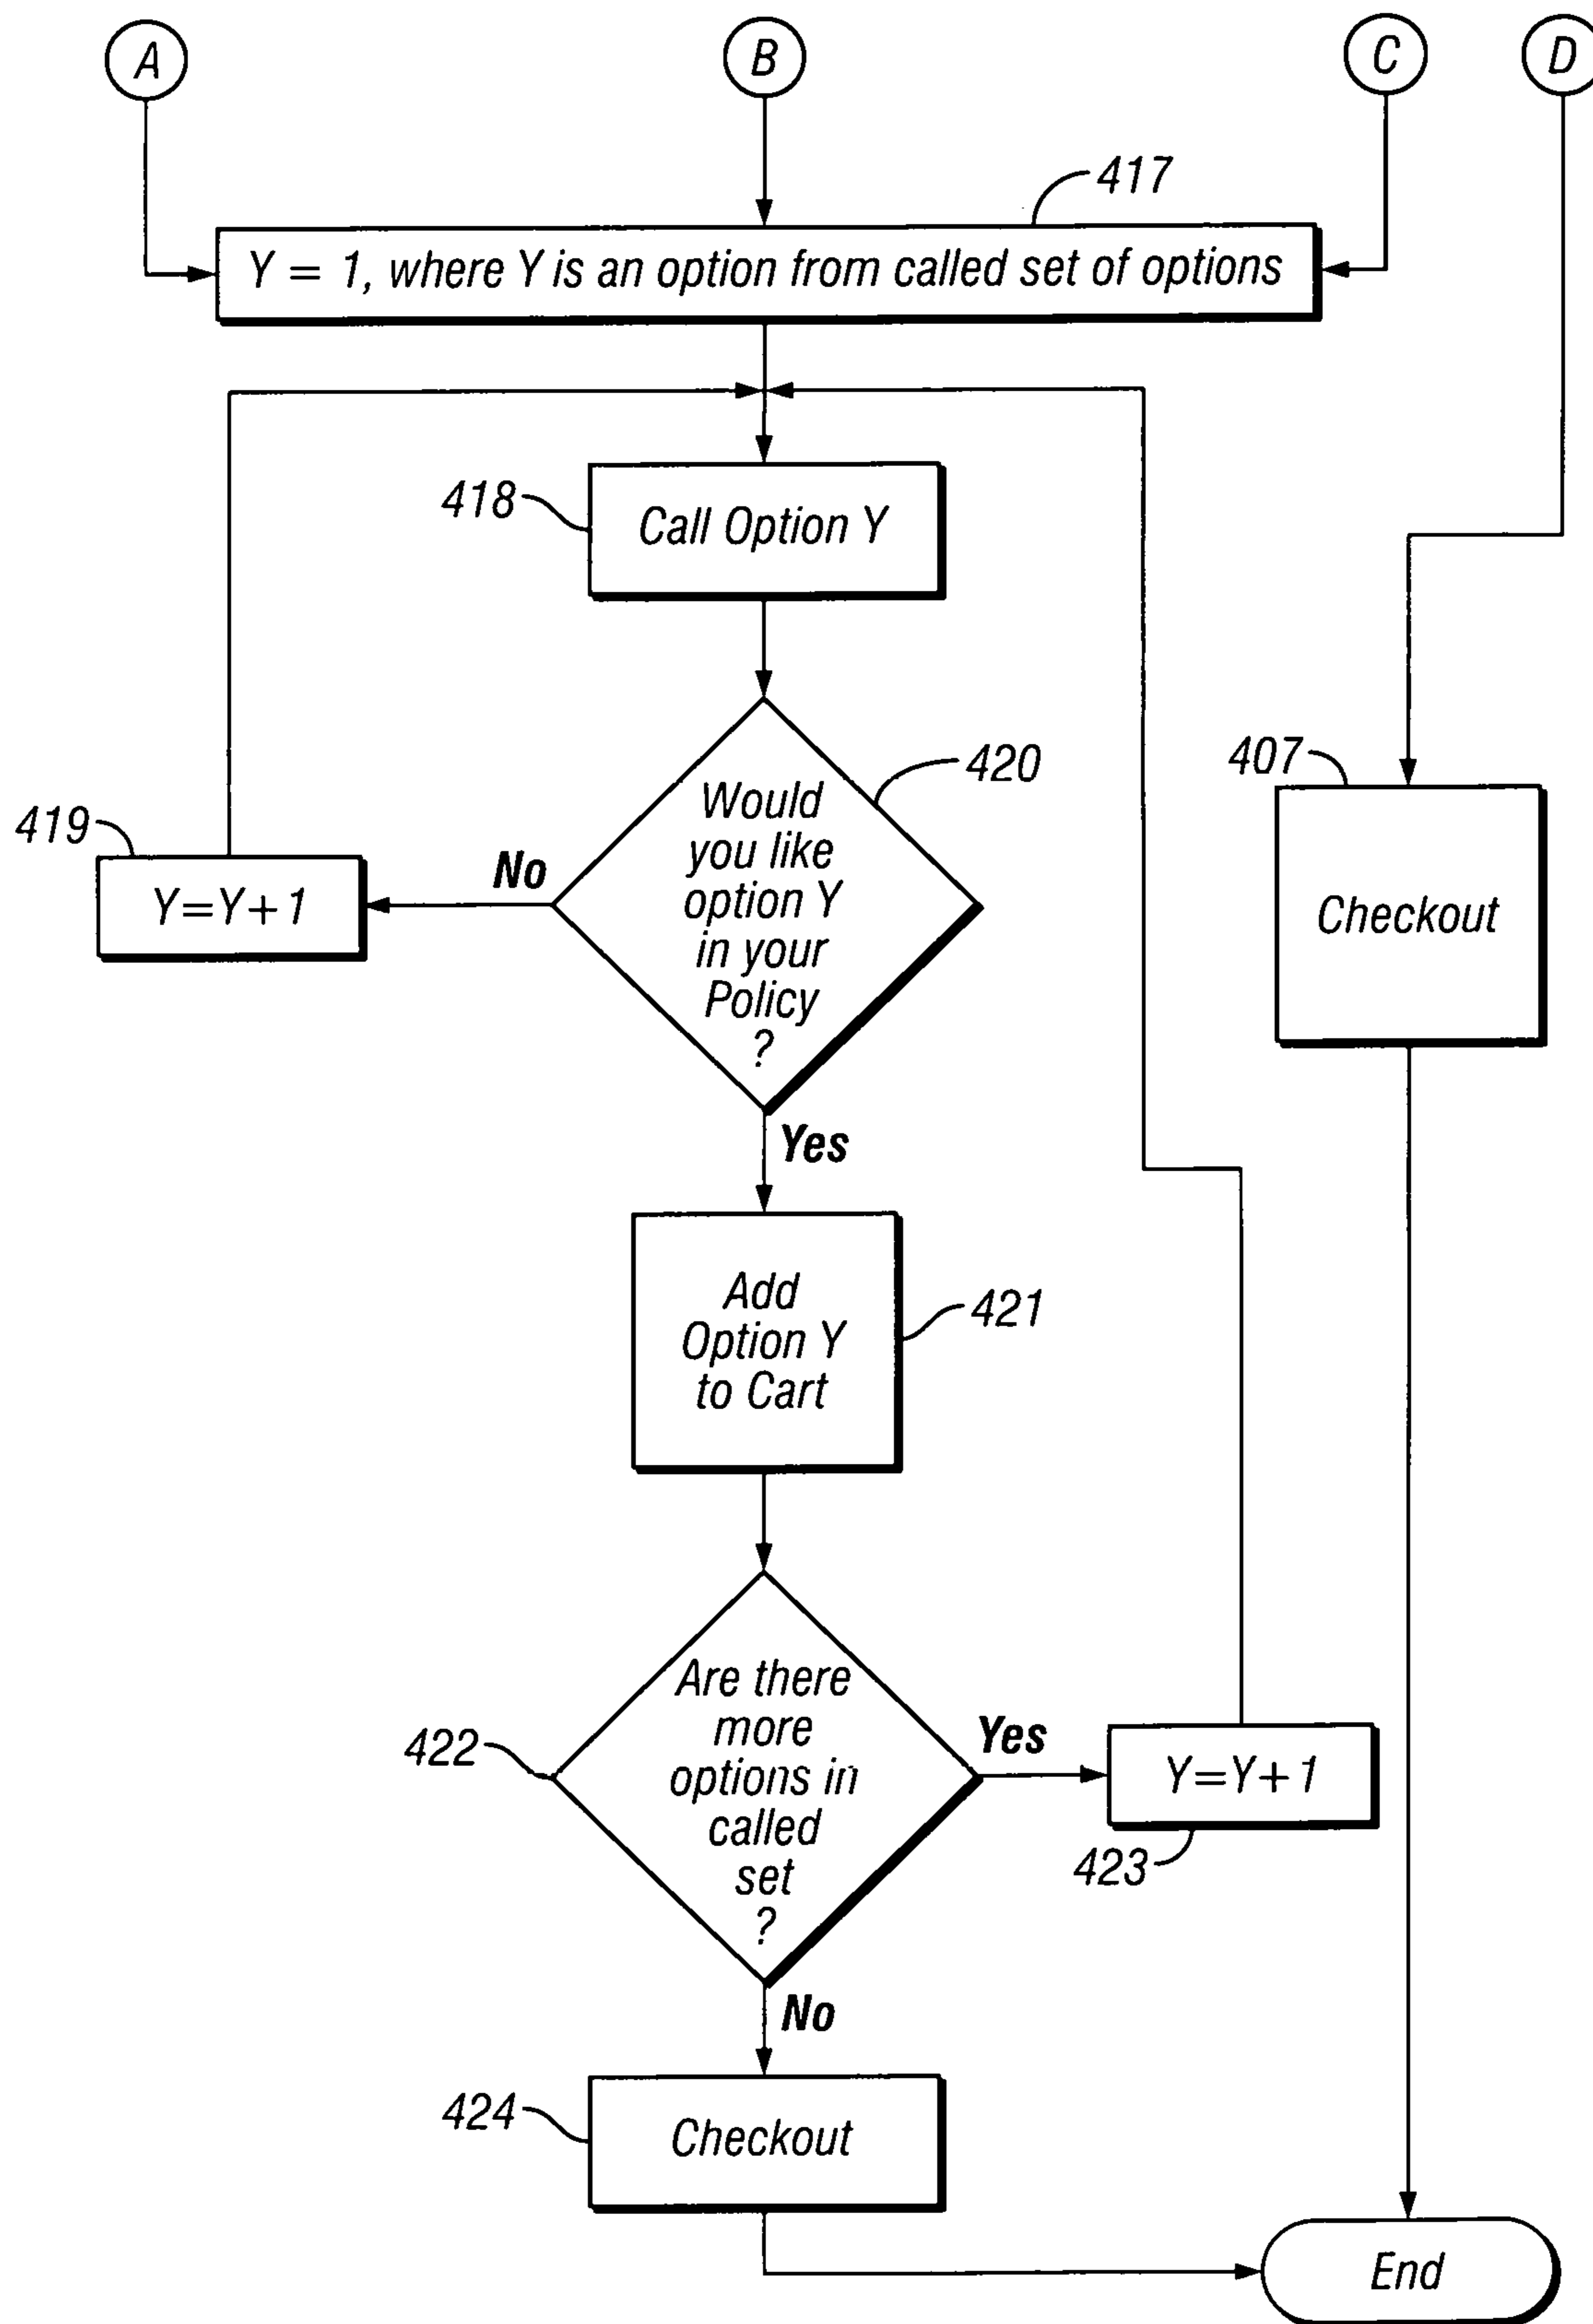 A
B
C
D
417
Y = 1, where Y is an option from called set of options
418
Call Option Y
420
Would
you like
option Y
in your
Policy
?
No
419
Y=Y+1
407
Checkout
Yes
Add
Option Y
to Cart
421
422
Are there
more
options in
called
set
?
Yes
Y=Y+1
423
No
424
Checkout
End